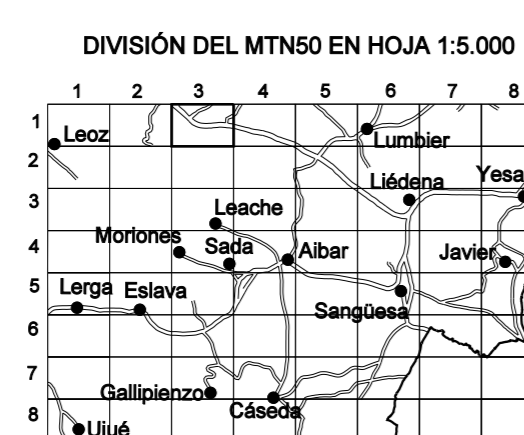 DIVISIÓN DEL MTN50 EN HOJA 1:5.000
1 2 3 4 5 6 7 8
1
Leoz
Lumbier
2
Liédena
Yesa
3
Leache
Moriones
4
Sada
Aibar
Javier
5
Lerga
Eslava
Sangüesa
6
7
Gallipienzo
Cáseda
8
Ujué